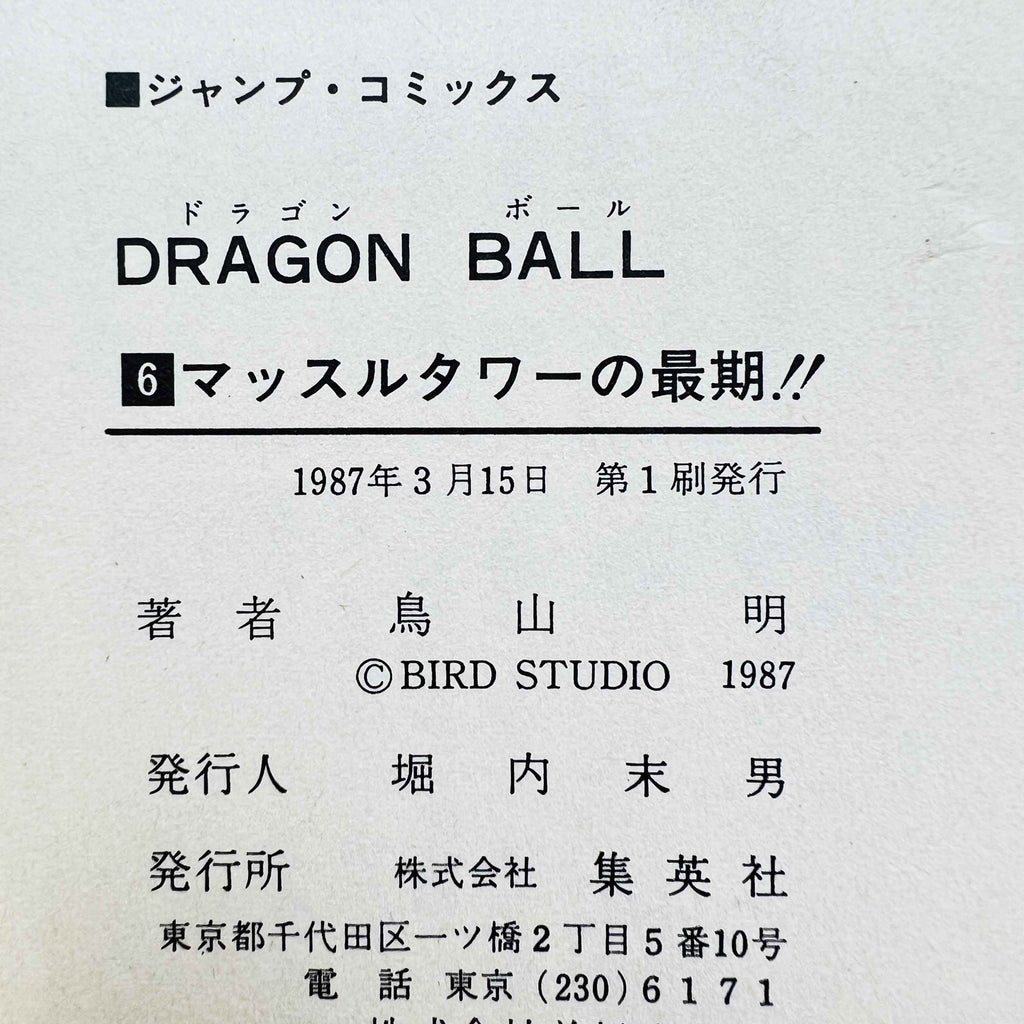 ■ジャンプ・コミックス
ドラゴン ボール
DRAGON BALL
6 マッスルタワーの最期!!
1987年3月15日 第1刷発行
著者 鳥山 明
©BIRD STUDIO 1987
発行人 堀内末男
発行所 株式会社 集英社
東京都千代田区一ツ橋2丁目5番10号
電話 東京(230)6171